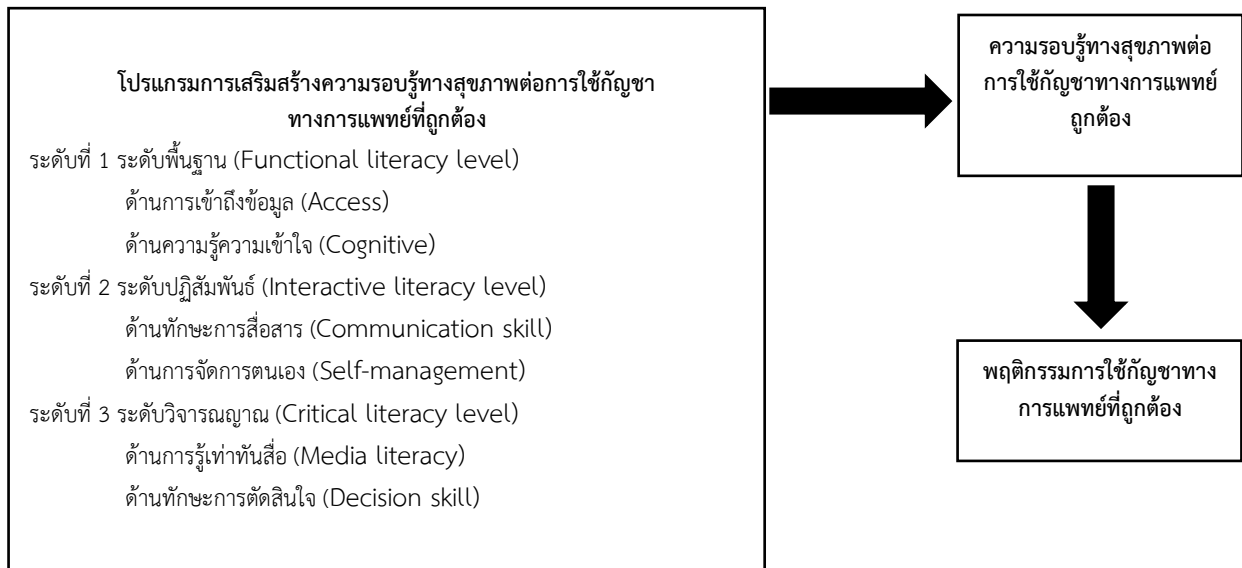 โปรแกรมการเสริมสร้างความรอบรู้ทางสุขภาพต่อการใช้กัญชา
ทางการแพทย์ที่ถูกต้อง
ระดับที่ 1 ระดับพื้นฐาน (Functional literacy level)
ด้านการเข้าถึงข้อมูล (Access)
ด้านความรู้ความเข้าใจ (Cognitive)
ระดับที่ 2 ระดับปฏิสัมพันธ์ (Interactive literacy level)
ด้านทักษะการสื่อสาร (Communication skill)
ด้านการจัดการตนเอง (Self-management)
ระดับที่ 3 ระดับวิจารณญาณ (Critical literacy level)
ด้านการรู้เท่าทันสื่อ (Media literacy)
ด้านทักษะการตัดสินใจ (Decision skill)
ความรอบรู้ทางสุขภาพต่อ
การใช้กัญชาทางการแพทย์
ถูกต้อง
พฤติกรรมการใช้กัญชาทาง
การแพทย์ที่ถูกต้อง